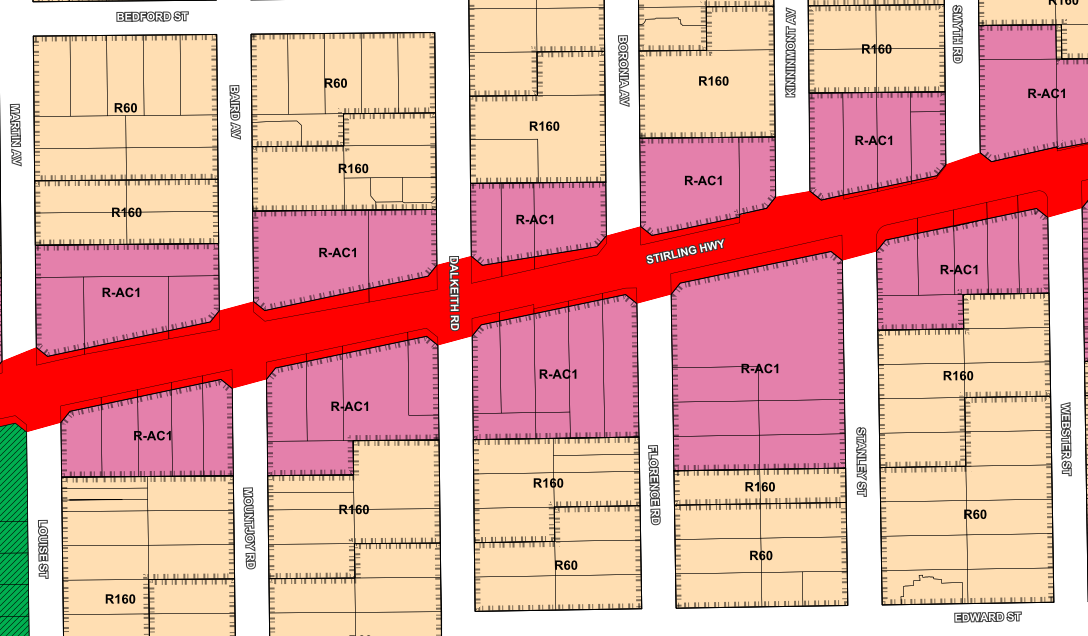 BEDFORD ST
R160
SMYTH RD
KINNINMONT AV
BORONIA AV
R160
R60
R160
R60
BAIRD AV
MARTIN AV
R-AC1
R160
R-AC1
R160
R-AC1
R160
R-AC1
R-AC1
STIRLING HWY
R-AC1
R-AC1
DALKEITH RD
R-AC1
R-AC1
R-AC1
R160
R-AC1
R-AC1
WEBSTER ST
STANLEY ST
FLORENCE RD
R160
R160
R160
R60
MOUNTJOY RD
LOUISE ST
R60
R60
R160
EDWARD ST